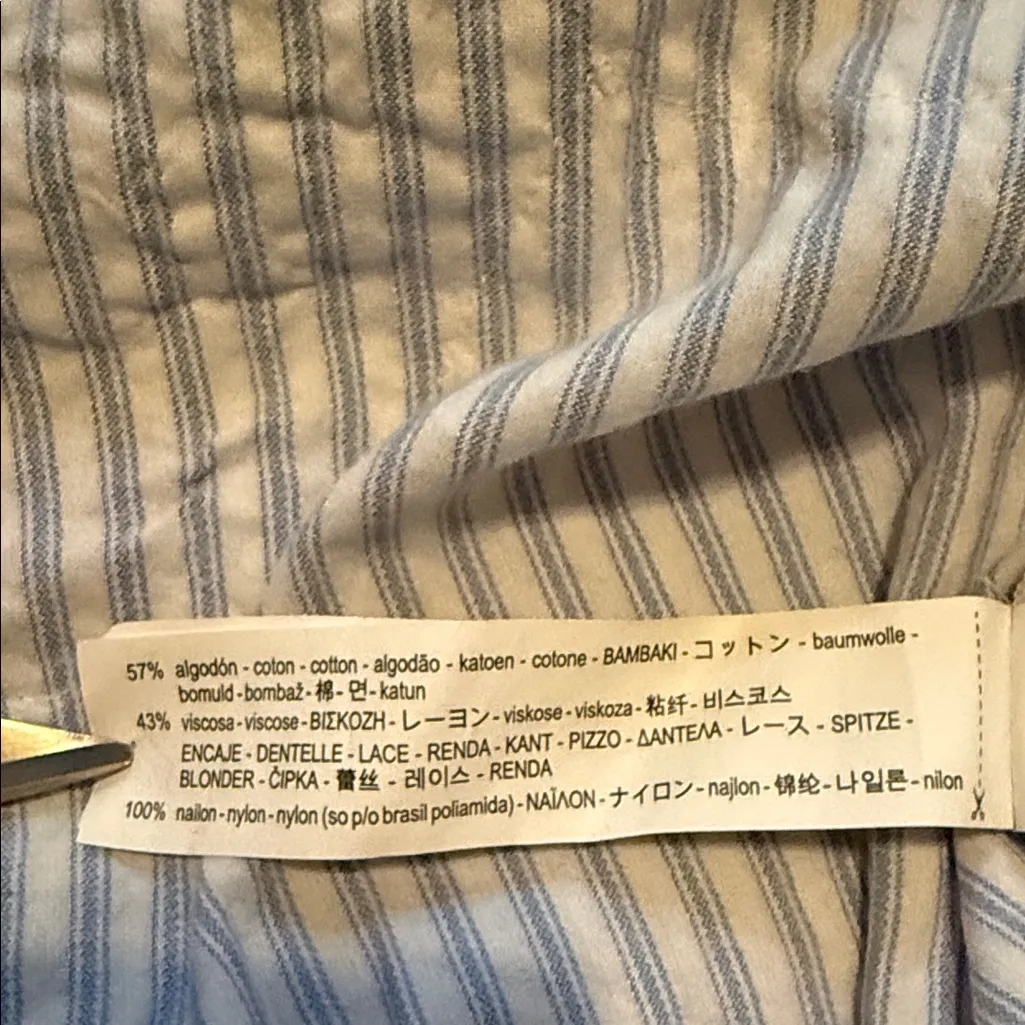 57% algodón - coton - cotton - algodão - katoen - cotone - BAMBAKI - コットン - baumwolle -
bomuld - bombaž - 棉 - 면 - katun
43% viscosa - viscose - ΒΙΣΚΟΖΗ - レーヨン - viskose - viskoza - 粘纤 - 비스코스
ENCAJE - DENTELLE - LACE - RENDA - KANT - PIZZO - ΔΑΝΤΕΛΑ - レース - SPITZE -
BLONDER - ČIPKA - 蕾丝 - 레이스 - RENDA
100% nailon - nylon - nylon (so p/o brasil poliamida) - ΝΑΪΛΟΝ - ナイロン - najlon - 锦纶 - 나일론 - nilon